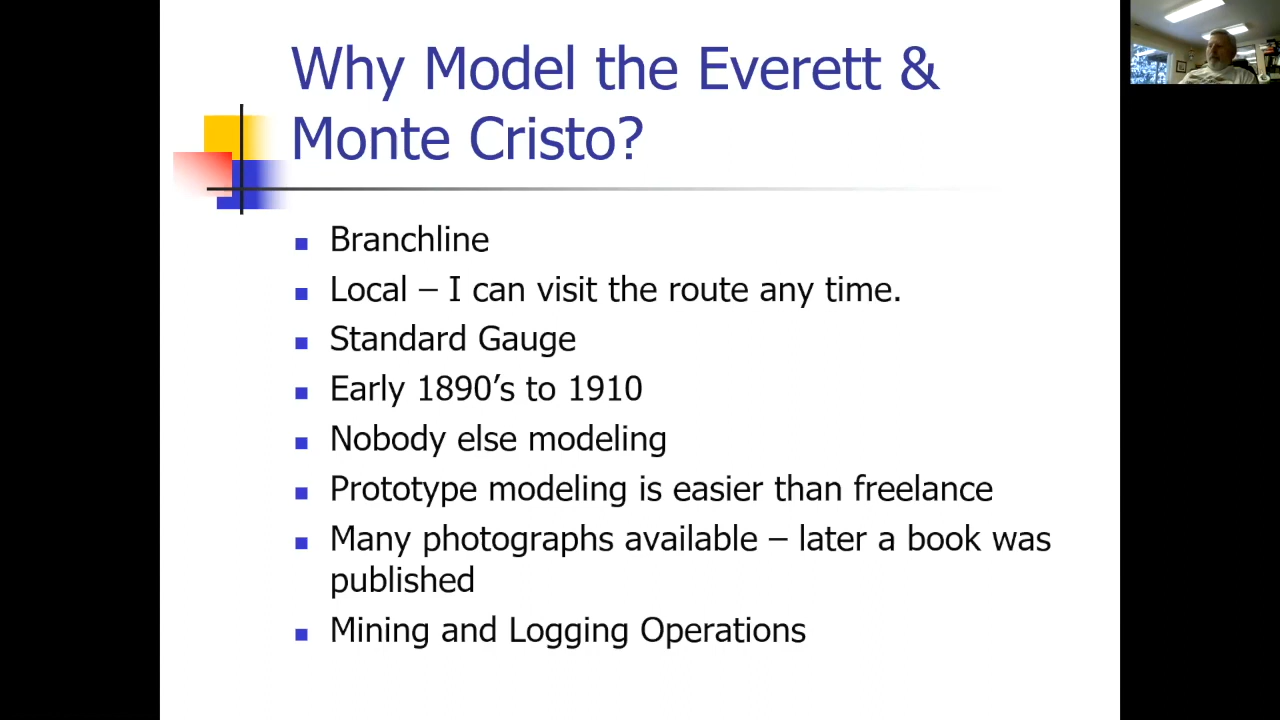 Why Model the Everett &
Monte Cristo?
Branchline
Local – I can visit the route any time.
Standard Gauge
Early 1890’s to 1910
Nobody else modeling
Prototype modeling is easier than freelance
Many photographs available – later a book was
published
Mining and Logging Operations